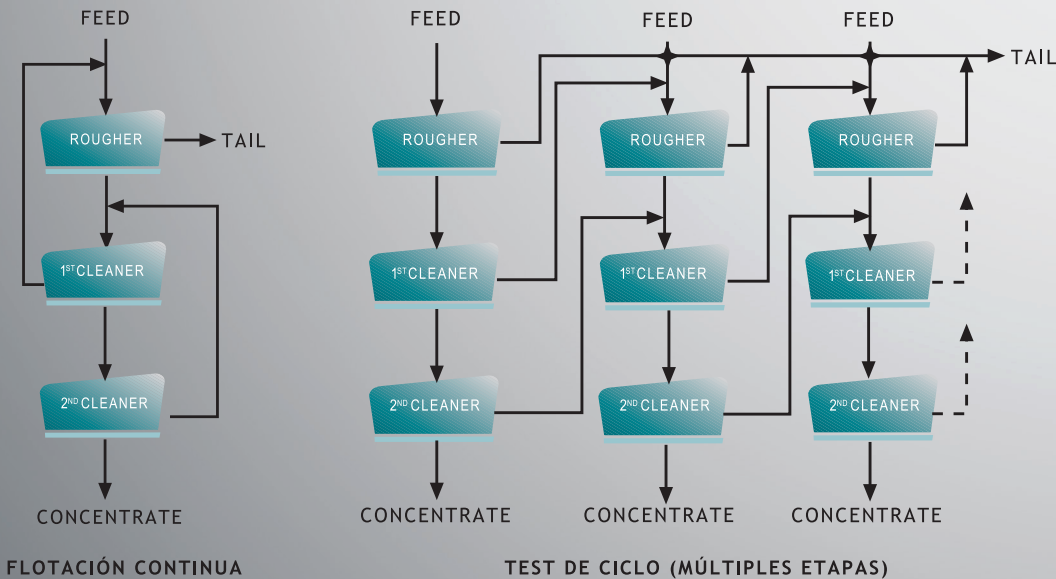 FEED
ROUGHER
TAIL
1ST CLEANER
2ND CLEANER
CONCENTRATE
FLOTACIÓN CONTINUA
FEED
FEED
FEED
TAIL
ROUGHER
ROUGHER
ROUGHER
1ST CLEANER
1ST CLEANER
1ST CLEANER
2ND CLEANER
2ND CLEANER
2ND CLEANER
CONCENTRATE
CONCENTRATE
CONCENTRATE
TEST DE CICLO (MÚLTIPLES ETAPAS)